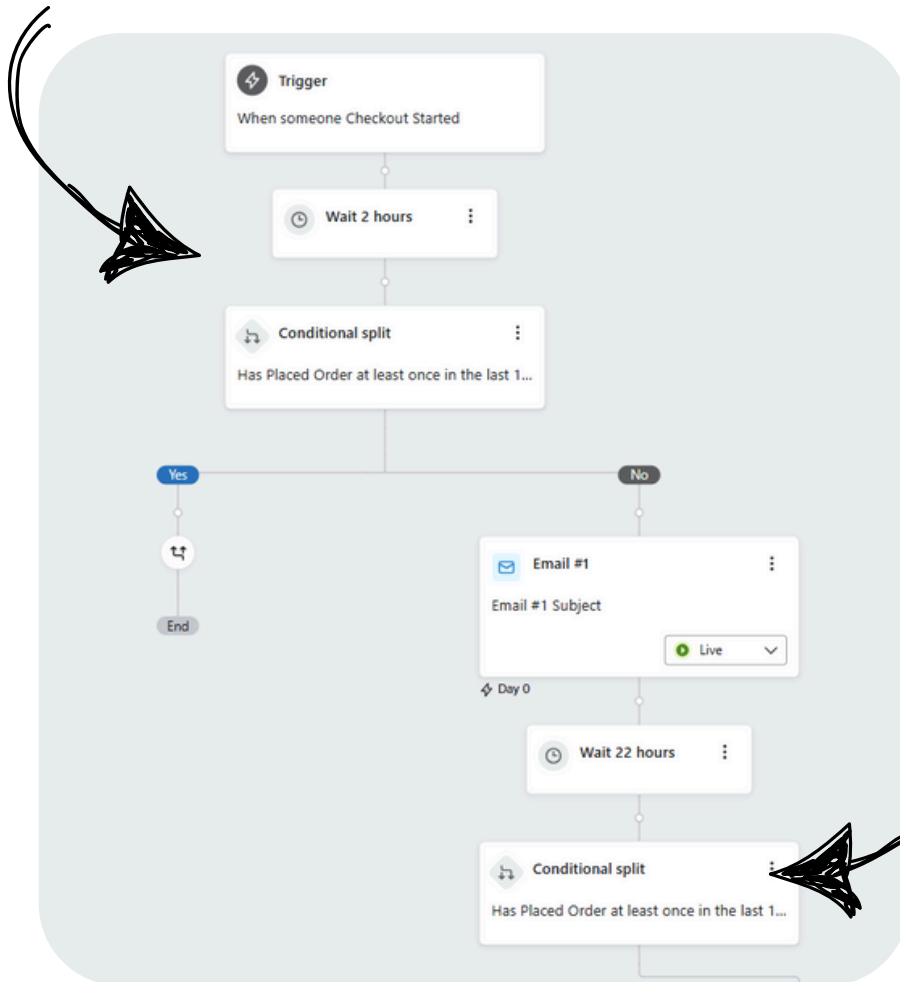 Trigger
When someone Checkout Started
Wait 2 hours
Conditional split
Has Placed Order at least once in the last 1...
Yes
No
Email #1
Email #1 Subject
End
Live
Day 0
Wait 22 hours
Conditional split
Has Placed Order at least once in the last 1...